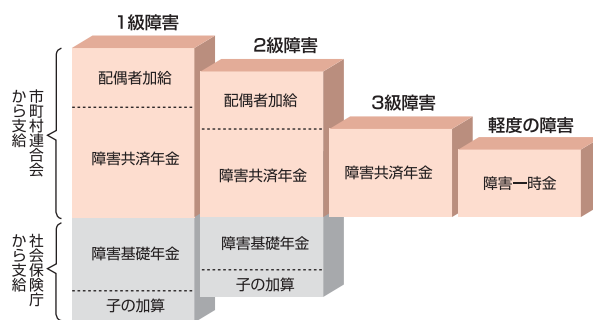 1級障害
2級障害
3級障害
軽度の障害
市町村連合会
から支給
配偶者加給
障害共済年金
配偶者加給
障害共済年金
障害共済年金
障害一時金
社会保険庁
から支給
障害基礎年金
子の加算
障害基礎年金
子の加算